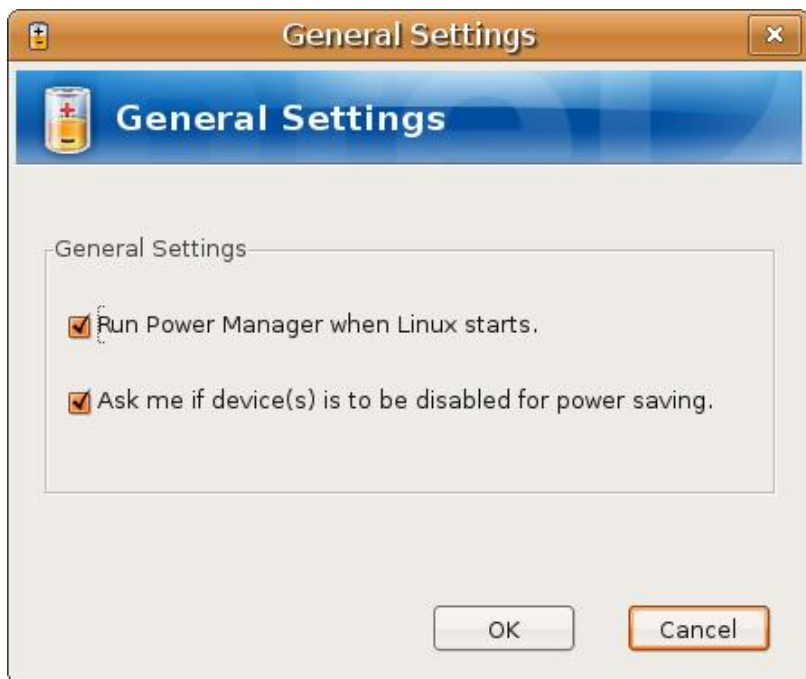 General Settings
General Settings
General Settings
Run Power Manager when Linux starts.
Ask me if device(s) is to be disabled for power saving.
OK
Cancel